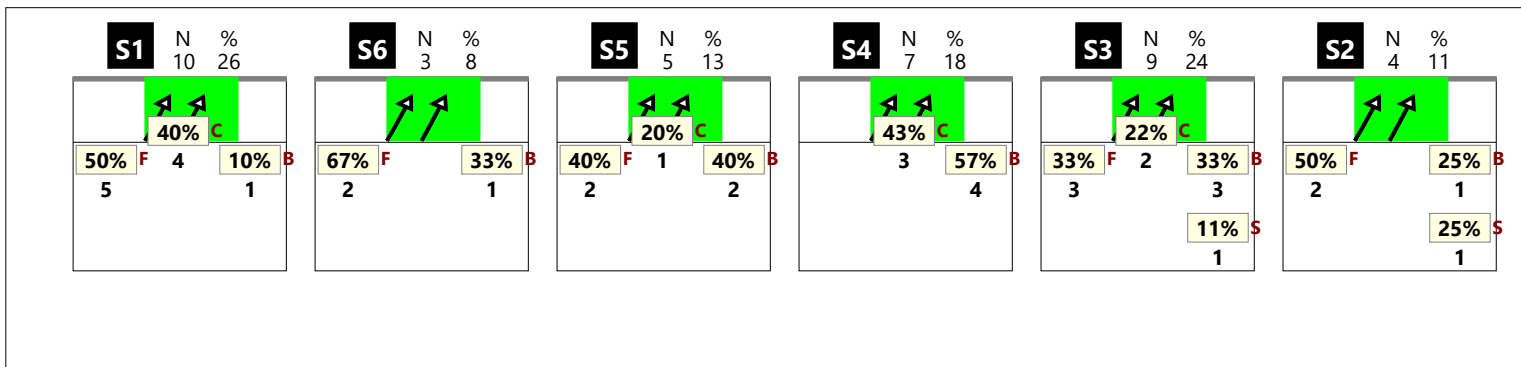 S1 N % S6 N % S5 N % S4 N % S3 N % S2 N %
10 26 3 8 5 13 7 18 9 24 4 11
40% C 20% C 43% C 22% C
50% F 4 10% B 67% F 33% B 40% F 1 40% B 3 57% B 33% F 2 33% B 50% F 25% B
5 1 2 1 2 2 4 3 3 2 1
11% S 25% S
1 1